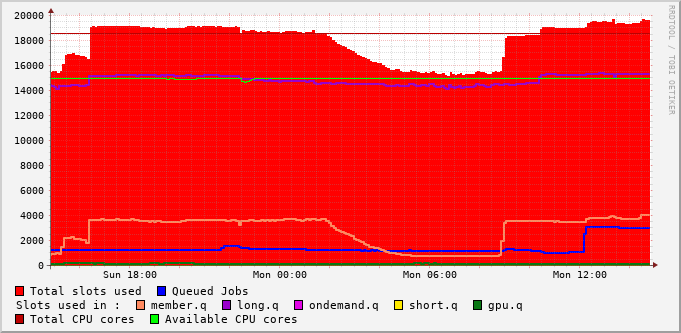 20000
18000
16000
14000
12000
10000
8000
6000
4000
2000
0
Sun 18:00 Mon 00:00 Mon 06:00 Mon 12:00
Total slots used Queued Jobs
Slots used in : member.q long.q ondemand.q short.q gpu.q
Total CPU cores Available CPU cores
RRDTOOL / TOBI OETIKER